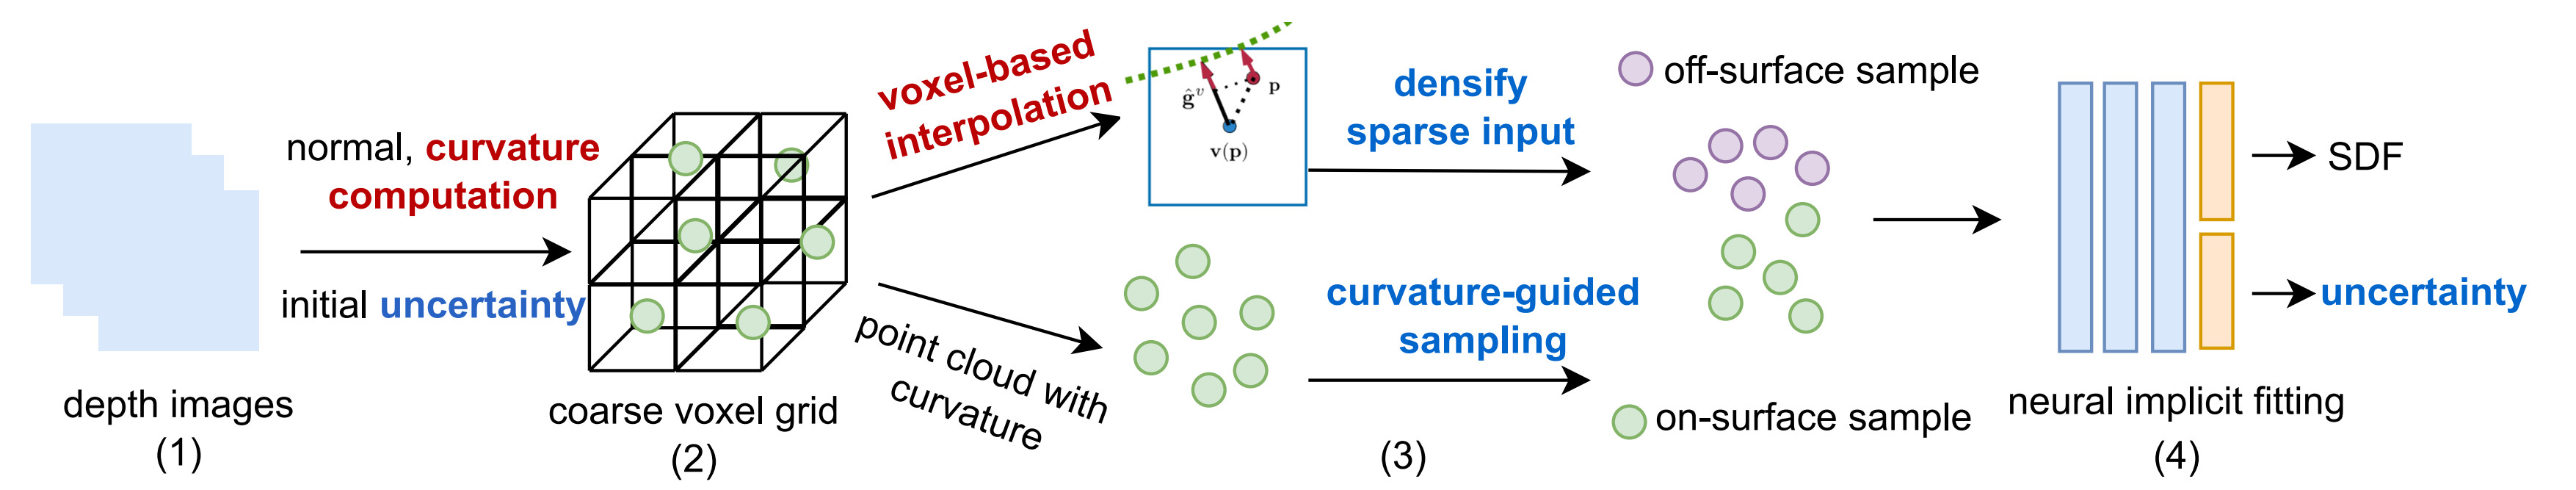 depth images
(1)
normal, curvature
computation
initial uncertainty
coarse voxel grid
(2)
voxel-based
interpolation
point cloud with
curvature
ĝᵛ
p
v(p)
densify
sparse input
curvature-guided
sampling
(3)
off-surface sample
on-surface sample
SDF
uncertainty
neural implicit fitting
(4)